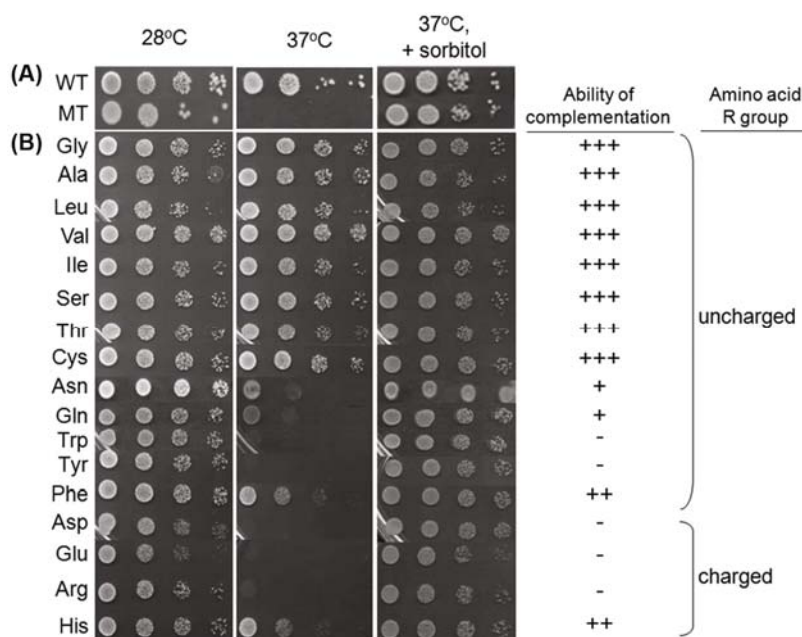 28°C 37°C 37°C, + sorbitol
Ability of complementation Amino acid R group
(A) WT
MT
(B) Gly +++
Ala +++
Leu +++
Val +++
Ile +++
Ser +++
Thr +++
Cys +++
Asn +
Gln +
Trp -
Tyr -
Phe ++
uncharged
Asp -
Glu -
Arg -
His ++
charged